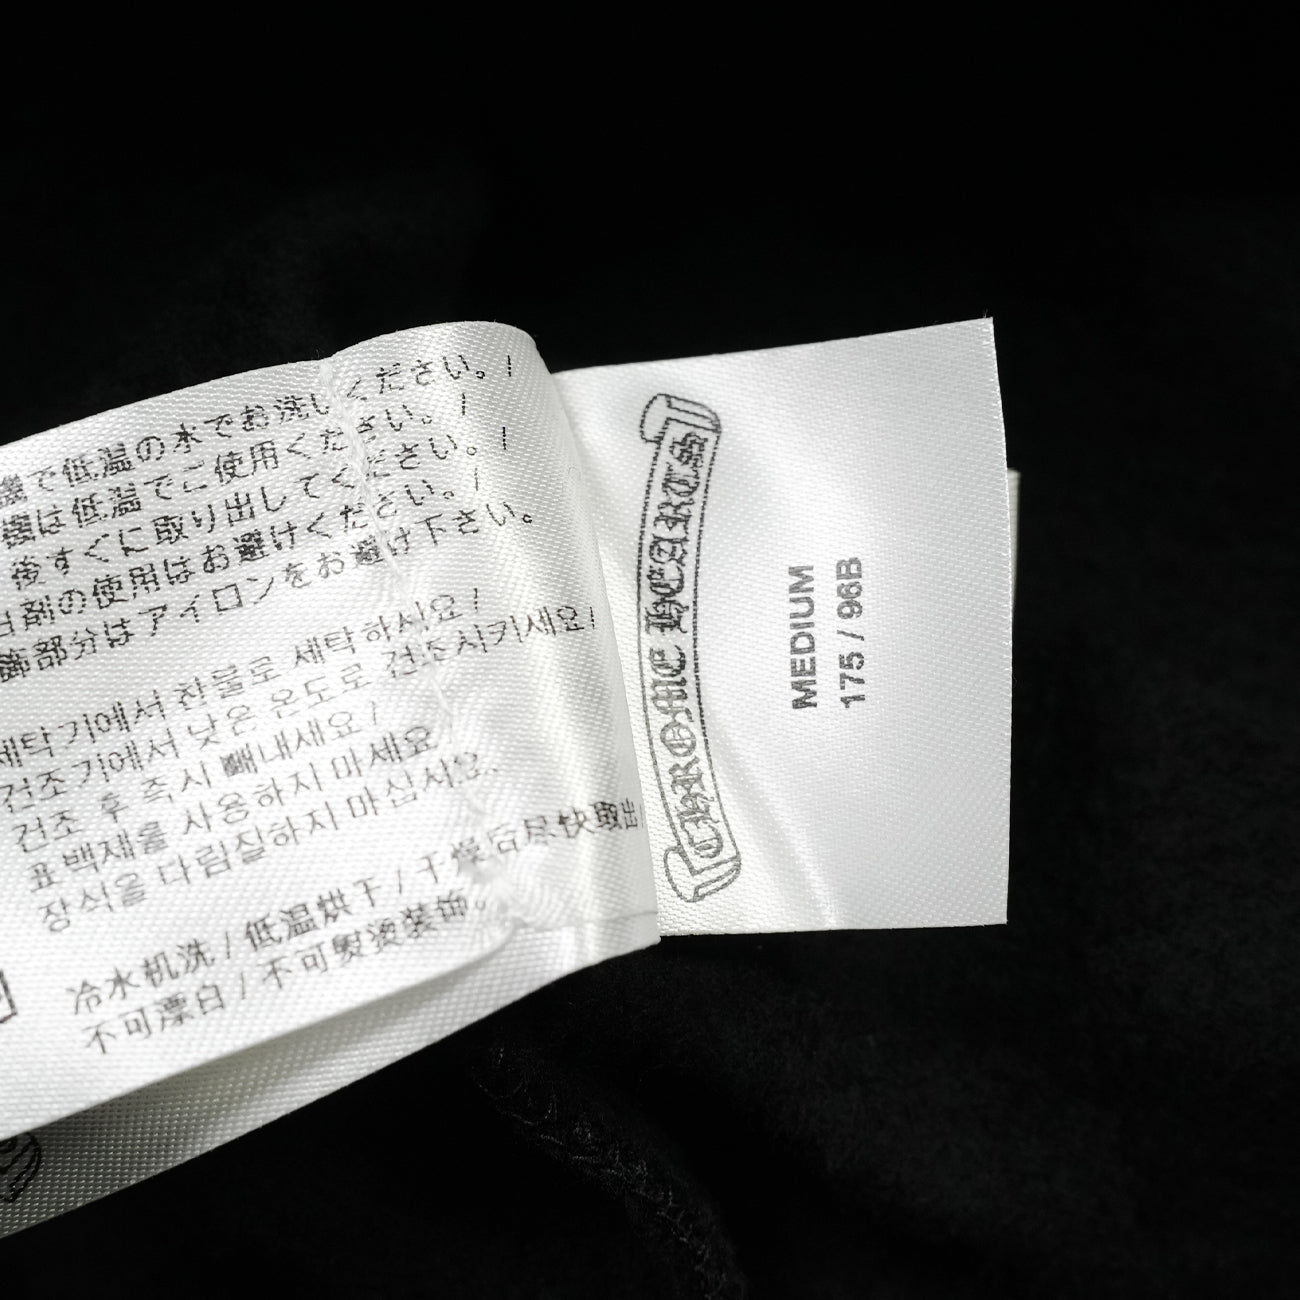 機で低温の水でお洗いください。/
機は低温でご使用ください。/
後すぐに取り出してください。/
白剤の使用はお避けください。/
飾部分はアイロンをお避け下さい。
세탁기에서 찬물로 세탁하세요/
건조기에서 낮은 온도로 건조시키세요/
건조 후 즉시 빼내세요/
표백제를 사용하지 마세요
장식을 다림질하지 마십시오.
冷水机洗 / 低温烘干 / 干燥后尽快取出/
不可漂白 / 不可熨烫装饰。
CHROME HEARTS
MEDIUM
175 / 96B